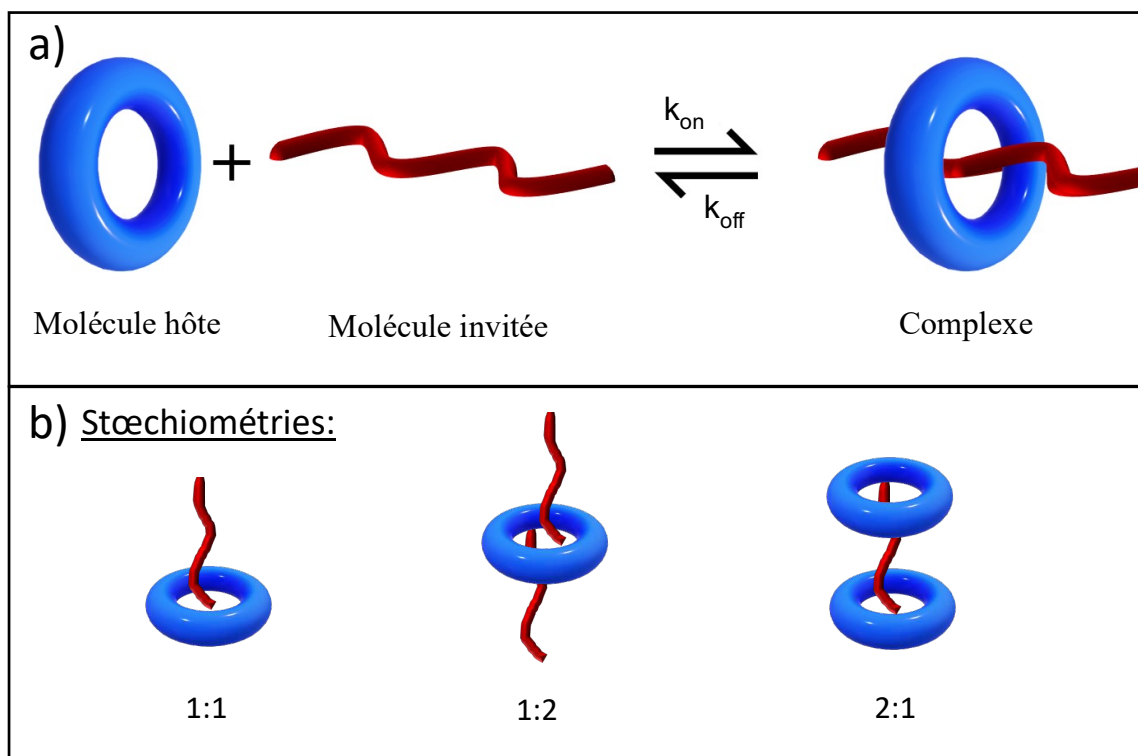 a)
+
k_on
k_off
Molécule hôte
Molécule invitée
Complexe
b) Stœchiométries:
1:1
1:2
2:1